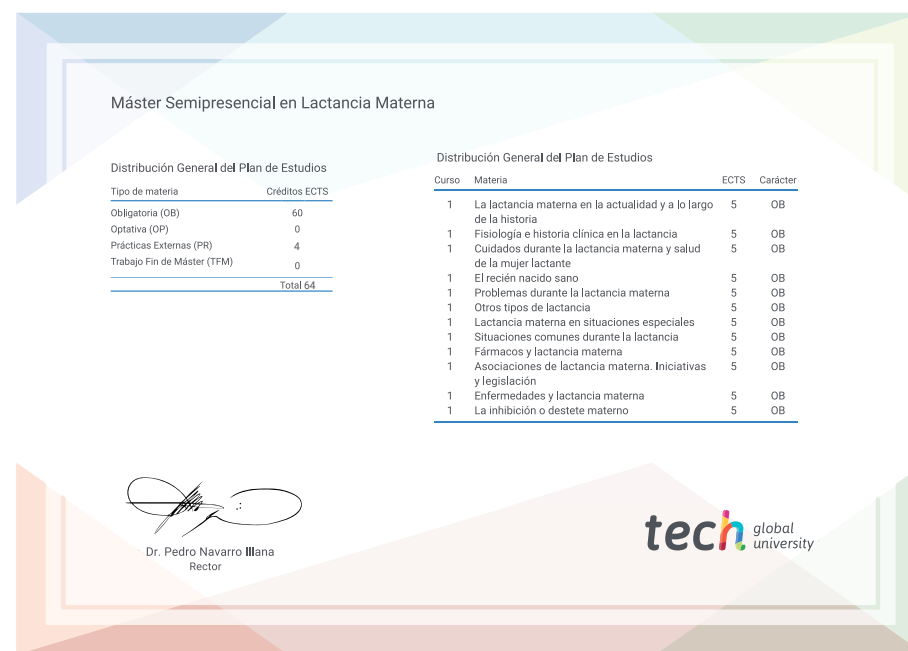 Máster Semipresencial en Lactancia Materna
Distribución General del Plan de Estudios
Tipo de materia Créditos ECTS
Obligatoria (OB) 60
Optativa (OP) 0
Prácticas Externas (PR) 4
Trabajo Fin de Máster (TFM) 0
Total 64
Distribución General del Plan de Estudios
Curso Materia ECTS Carácter
1 La lactancia materna en la actualidad y a lo largo 5 OB
de la historia
1 Fisiología e historia clínica en la lactancia 5 OB
1 Cuidados durante la lactancia materna y salud 5 OB
de la mujer lactante
1 El recién nacido sano 5 OB
1 Problemas durante la lactancia materna 5 OB
1 Otros tipos de lactancia 5 OB
1 Lactancia materna en situaciones especiales 5 OB
1 Situaciones comunes durante la lactancia 5 OB
1 Fármacos y lactancia materna 5 OB
1 Asociaciones de lactancia materna. Iniciativas 5 OB
y legislación
1 Enfermedades y lactancia materna 5 OB
1 La inhibición o destete materno 5 OB
Dr. Pedro Navarro Illana
Rector
tech global
university